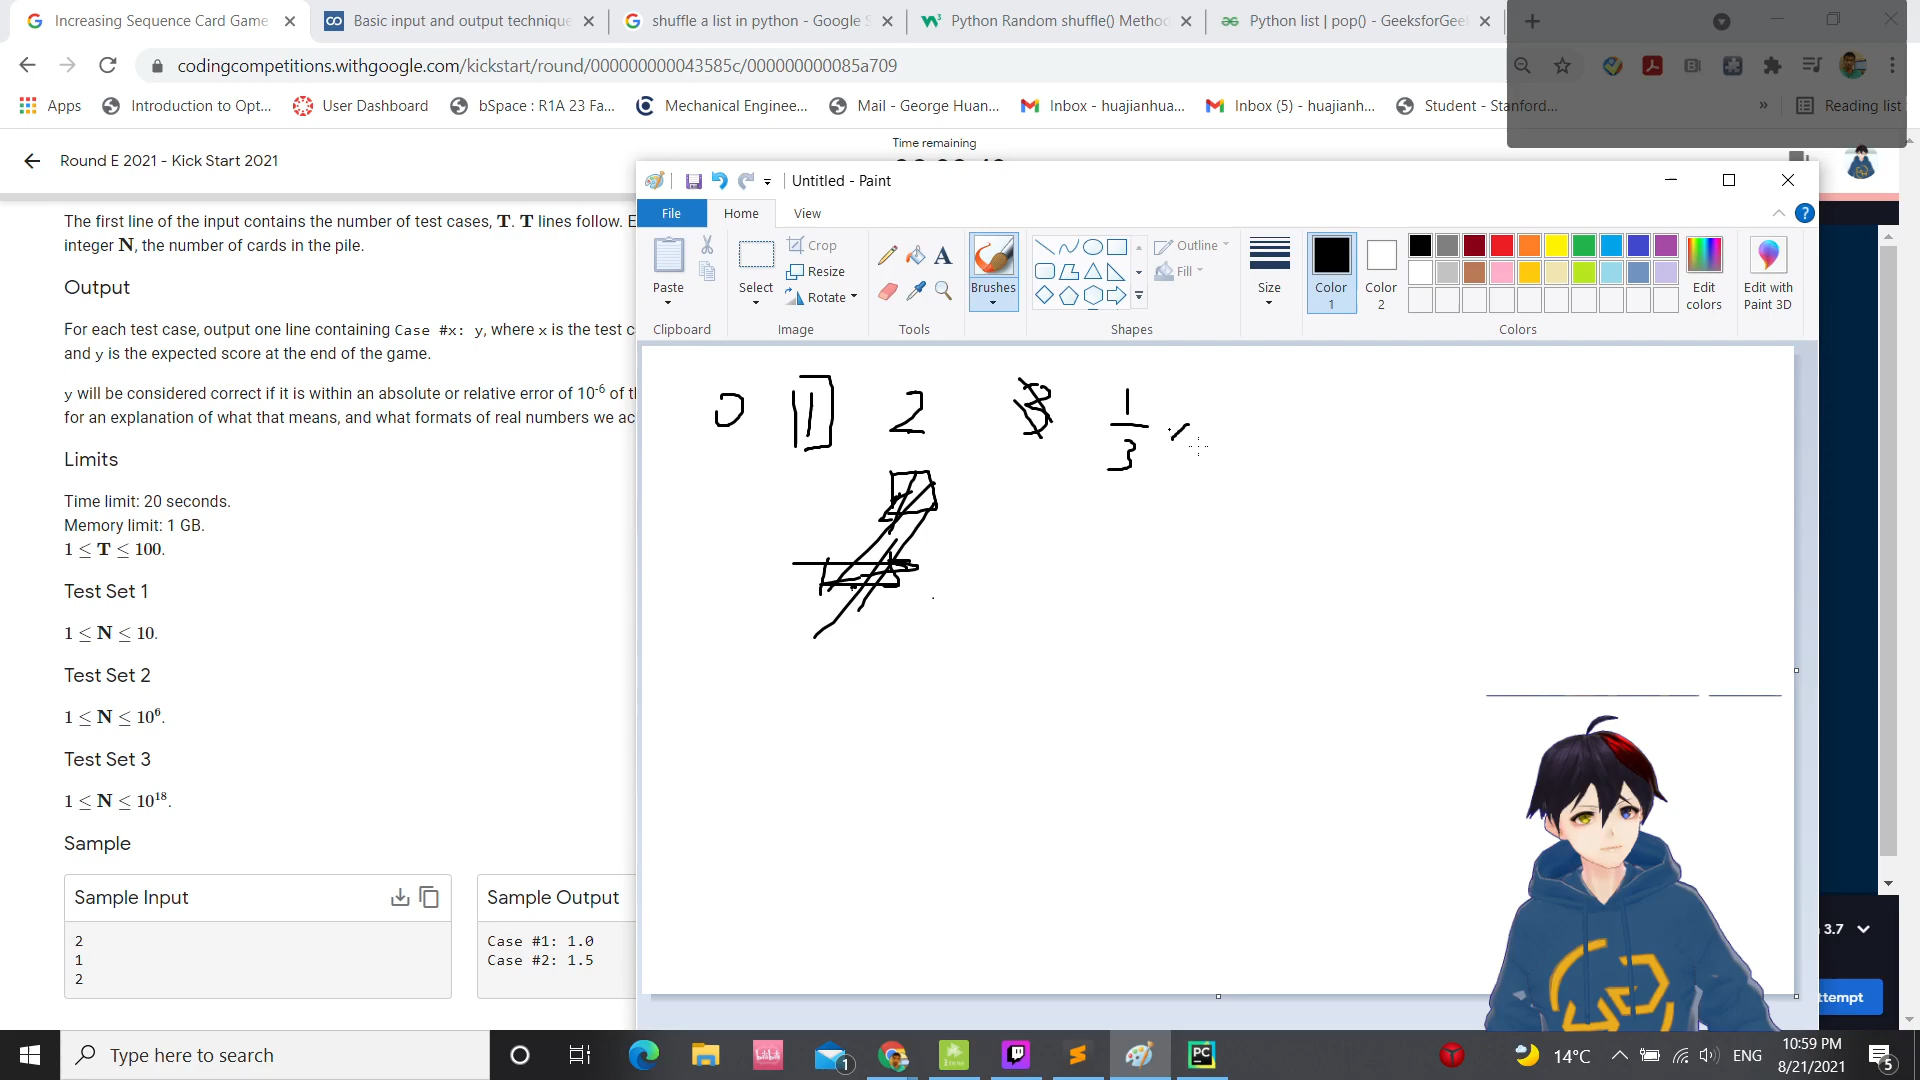 Increasing Sequence Card Game
Basic input and output technique
shuffle a list in python - Google S
Python Random shuffle() Metho
Python list | pop() - GeeksforGeek
codingcompetitions.withgoogle.com/kickstart/round/000000000043585c/000000000085a709
Apps
Introduction to Opt...
User Dashboard
bSpace : R1A 23 Fa...
Mechanical Enginee...
Mail - George Huan...
Inbox - huajianhua...
Inbox (5) - huajianh...
Student - Stanford...
»
Reading list
Time remaining
Round E 2021 - Kick Start 2021
The first line of the input contains the number of test cases, T. T lines follow. E
integer N, the number of cards in the pile.
Output
For each test case, output one line containing Case #x: y, where x is the test c
and y is the expected score at the end of the game.
y will be considered correct if it is within an absolute or relative error of 10⁻⁶ of t
for an explanation of what that means, and what formats of real numbers we ac
Limits
Time limit: 20 seconds.
Memory limit: 1 GB.
1 ≤ T ≤ 100.
Test Set 1
1 ≤ N ≤ 10.
Test Set 2
1 ≤ N ≤ 10⁶.
Test Set 3
1 ≤ N ≤ 10¹⁸.
Sample
Sample Input
2
1
2
Sample Output
Case #1: 1.0
Case #2: 1.5
Untitled - Paint
File
Home
View
Paste
Crop
Resize
Rotate
Select
Clipboard
Image
A
Tools
Brushes
Outline
Fill
Shapes
Size
Color 1
Color 2
Edit colors
Edit with Paint 3D
Colors
0 1 2 3 1/3
3.7
ttempt
Type here to search
1
PC
14°C
ENG
10:59 PM
8/21/2021
5